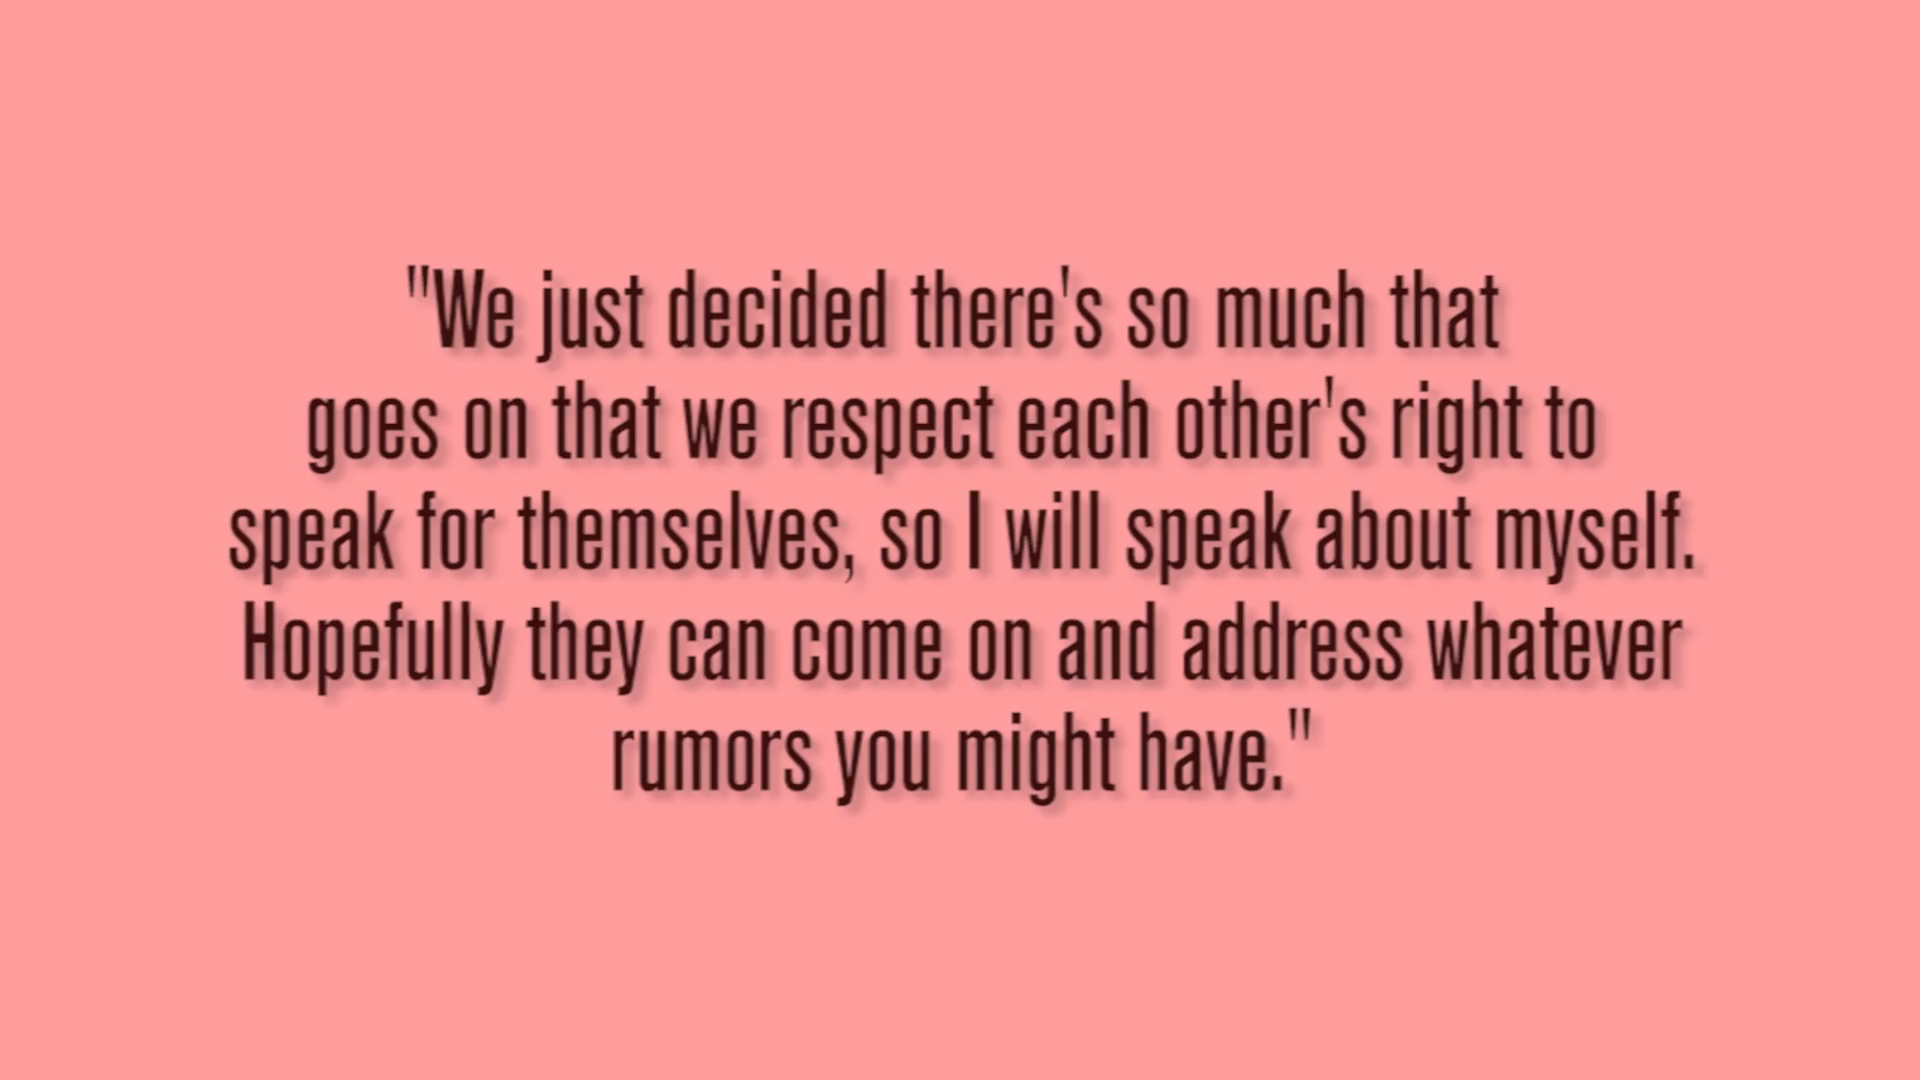 "We just decided there's so much that
goes on that we respect each other's right to
speak for themselves, so I will speak about myself.
Hopefully they can come on and address whatever
rumors you might have."